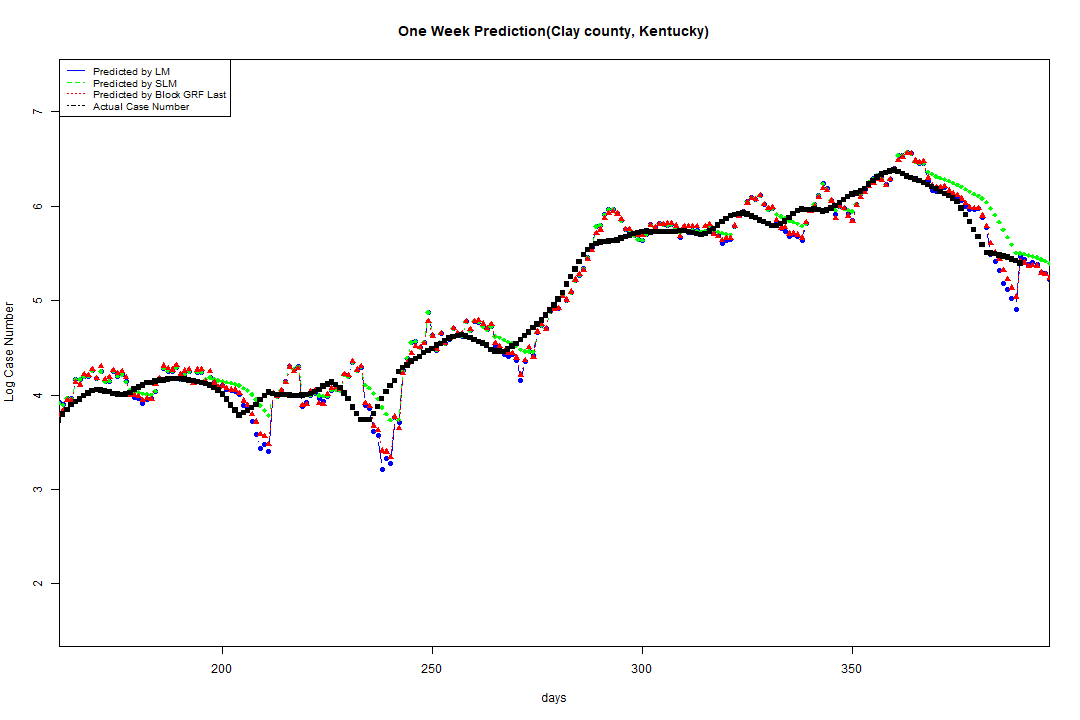 One Week Prediction(Clay county, Kentucky)
Predicted by LM
Predicted by SLM
Predicted by Block GRF Last
Actual Case Number
7
6
5
4
3
2
Log Case Number
200 250 300 350
days